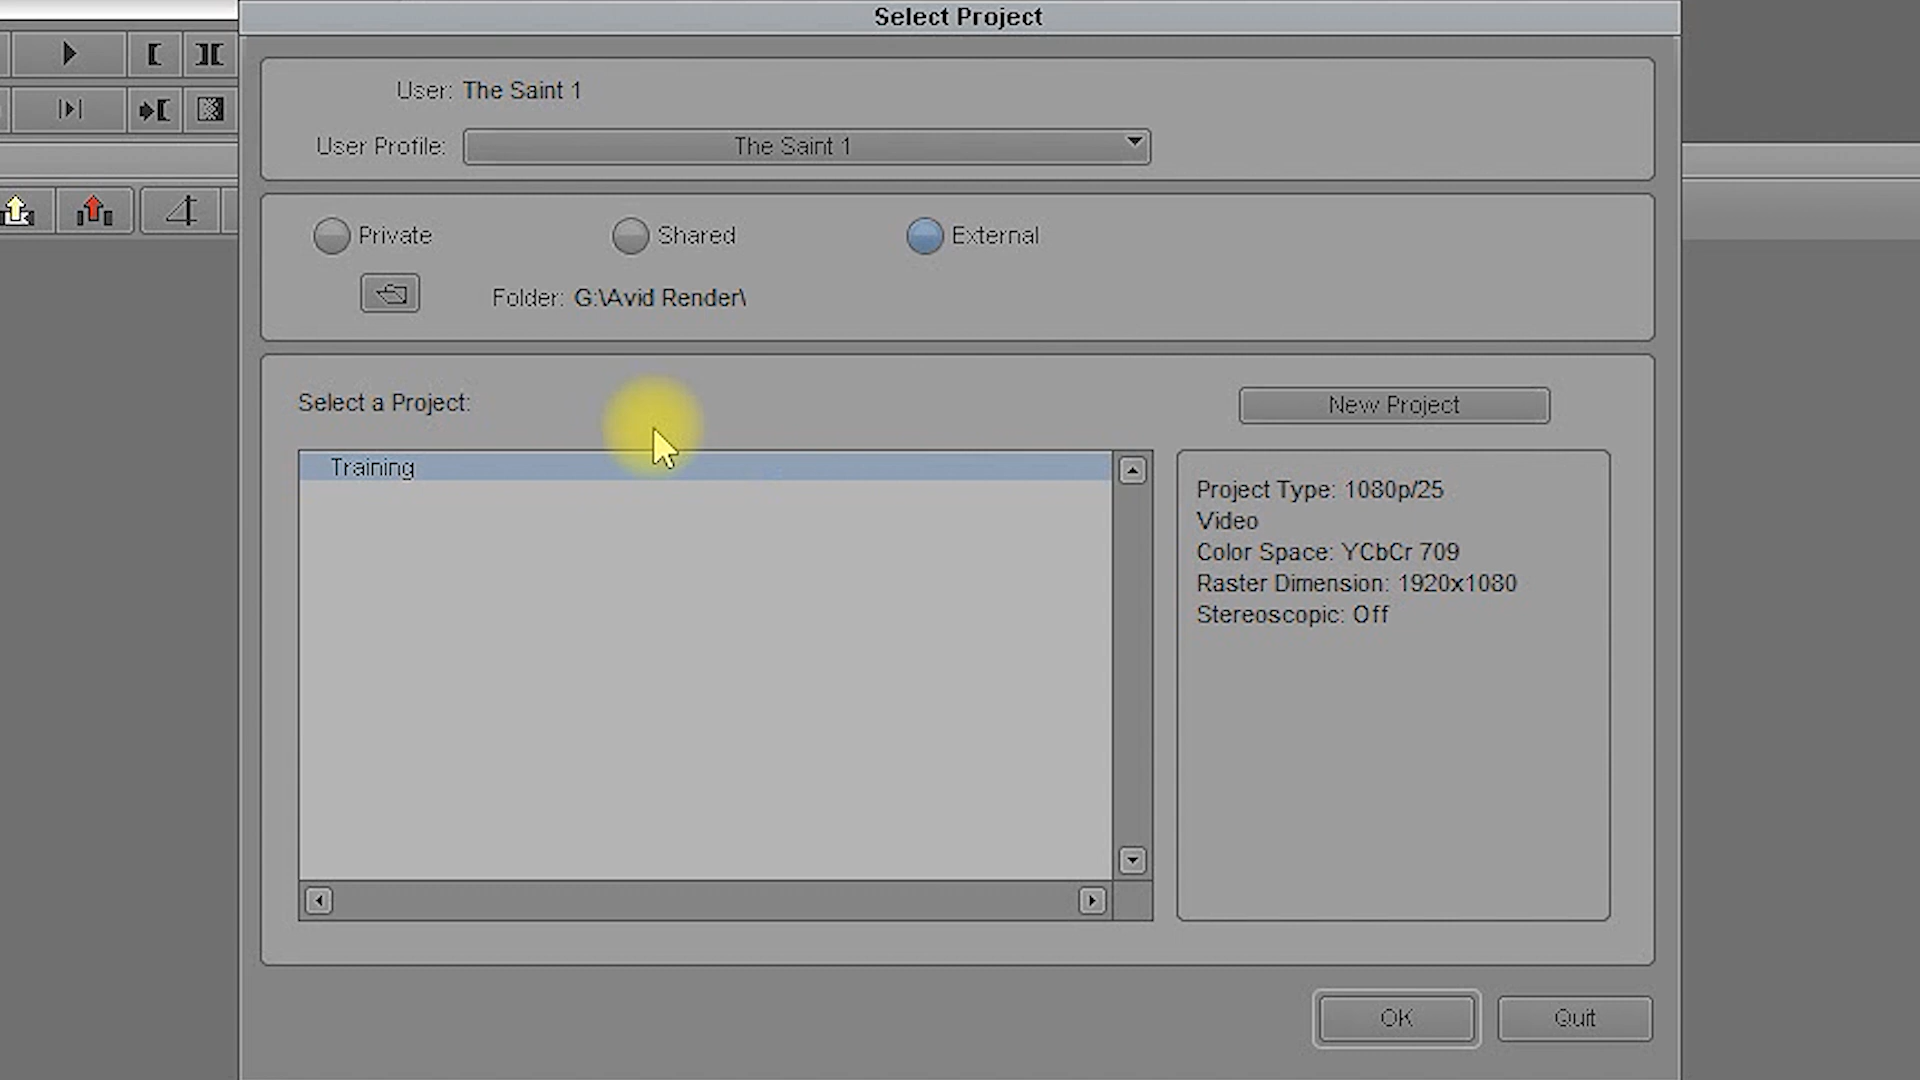 Select Project
User: The Saint 1
User Profile: The Saint 1
Private Shared External
Folder: G:\Avid Render\
Select a Project: New Project
Training
Project Type: 1080p/25
Video
Color Space: YCbCr 709
Raster Dimension: 1920x1080
Stereoscopic: Off
OK Quit